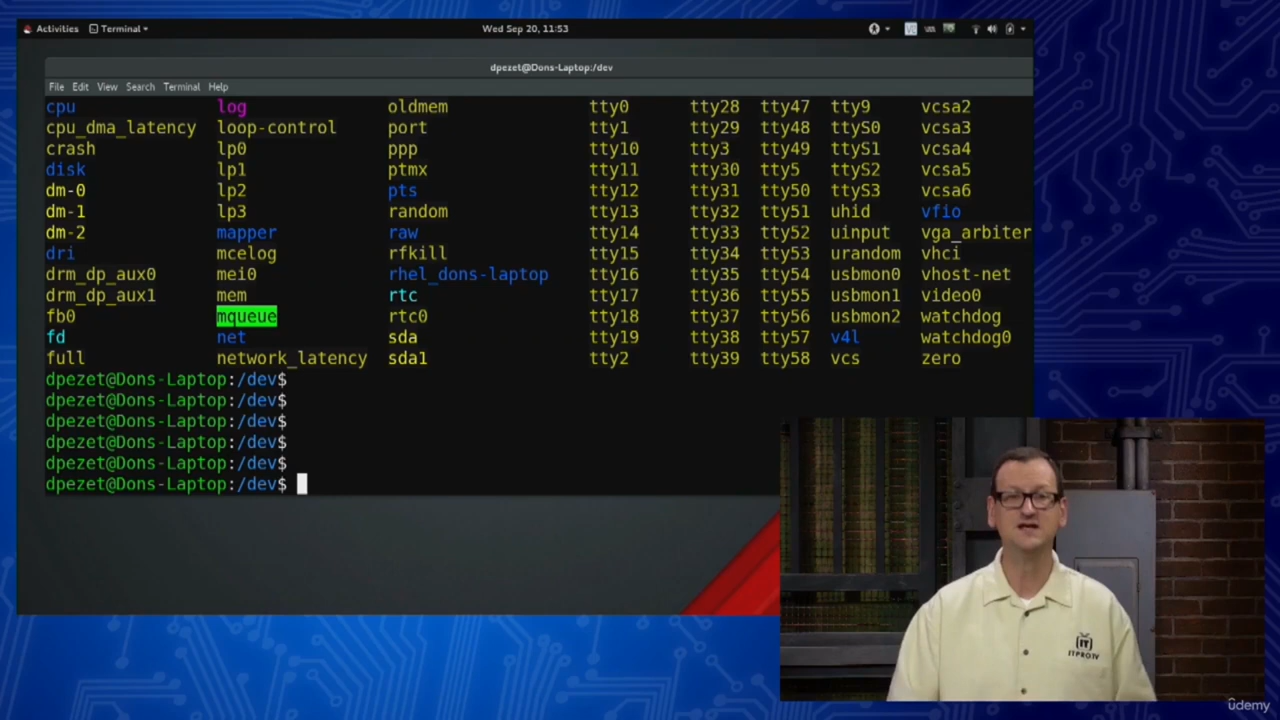 Activities Terminal Wed Sep 20, 11:53
dpezet@Dons-Laptop:/dev
File Edit View Search Terminal Help
cpu log oldmem tty0 tty28 tty47 tty9 vcsa2
cpu_dma_latency loop-control port tty1 tty29 tty48 ttyS0 vcsa3
crash lp0 ppp tty10 tty3 tty49 ttyS1 vcsa4
disk lp1 ptmx tty11 tty30 tty5 ttyS2 vcsa5
dm-0 lp2 pts tty12 tty31 tty50 ttyS3 vcsa6
dm-1 lp3 random tty13 tty32 tty51 uhid vfio
dm-2 mapper raw tty14 tty33 tty52 uinput vga_arbiter
dri mcelog rfkill tty15 tty34 tty53 urandom vhci
drm_dp_aux0 mei0 rhel_dons-laptop tty16 tty35 tty54 usbmon0 vhost-net
drm_dp_aux1 mem rtc tty17 tty36 tty55 usbmon1 video0
fb0 mqueue rtc0 tty18 tty37 tty56 usbmon2 watchdog
fd net sda tty19 tty38 tty57 v4l watchdog0
full network_latency sda1 tty2 tty39 tty58 vcs zero
dpezet@Dons-Laptop:/dev$
dpezet@Dons-Laptop:/dev$
dpezet@Dons-Laptop:/dev$
dpezet@Dons-Laptop:/dev$
dpezet@Dons-Laptop:/dev$
dpezet@Dons-Laptop:/dev$
IT
ITPROTV
udemy